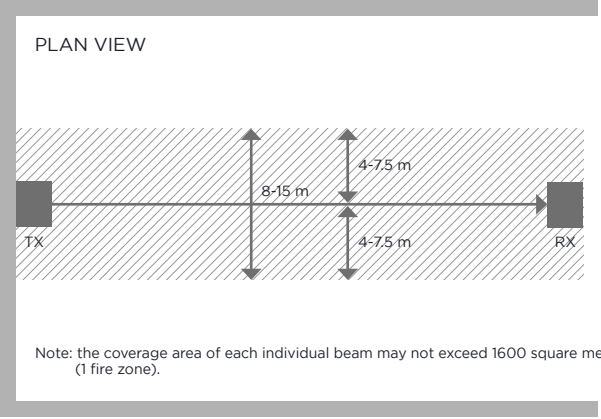 PLAN VIEW
4-7.5 m
8-15 m
TX
4-7.5 m
RX
Note: the coverage area of each individual beam may not exceed 1600 square
(1 fire zone).